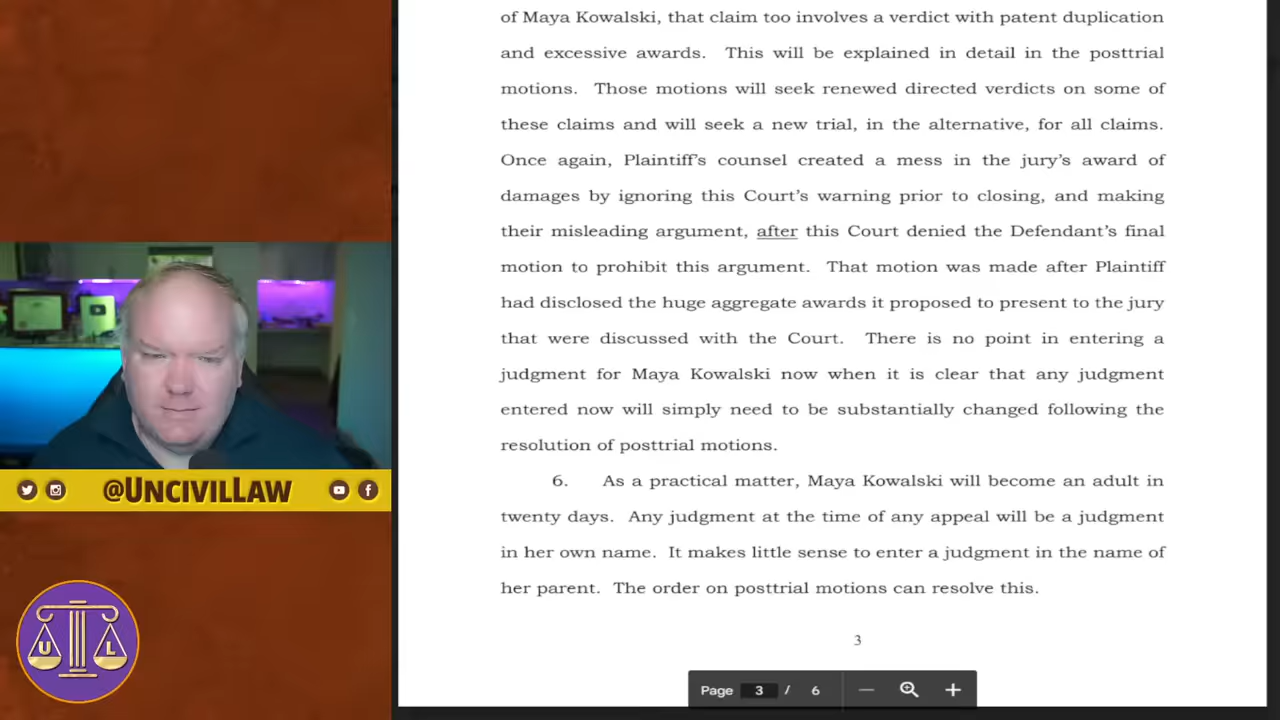 of Maya Kowalski, that claim too involves a verdict with patent duplication
and excessive awards. This will be explained in detail in the posttrial
motions. Those motions will seek renewed directed verdicts on some of
these claims and will seek a new trial, in the alternative, for all claims.
Once again, Plaintiff's counsel created a mess in the jury's award of
damages by ignoring this Court's warning prior to closing, and making
their misleading argument, after this Court denied the Defendant's final
motion to prohibit this argument. That motion was made after Plaintiff
had disclosed the huge aggregate awards it proposed to present to the jury
that were discussed with the Court. There is no point in entering a
judgment for Maya Kowalski now when it is clear that any judgment
entered now will simply need to be substantially changed following the
resolution of posttrial motions.
6. As a practical matter, Maya Kowalski will become an adult in
twenty days. Any judgment at the time of any appeal will be a judgment
in her own name. It makes little sense to enter a judgment in the name of
her parent. The order on posttrial motions can resolve this.
3
Page 3 / 6
@UncivilLaw
U L